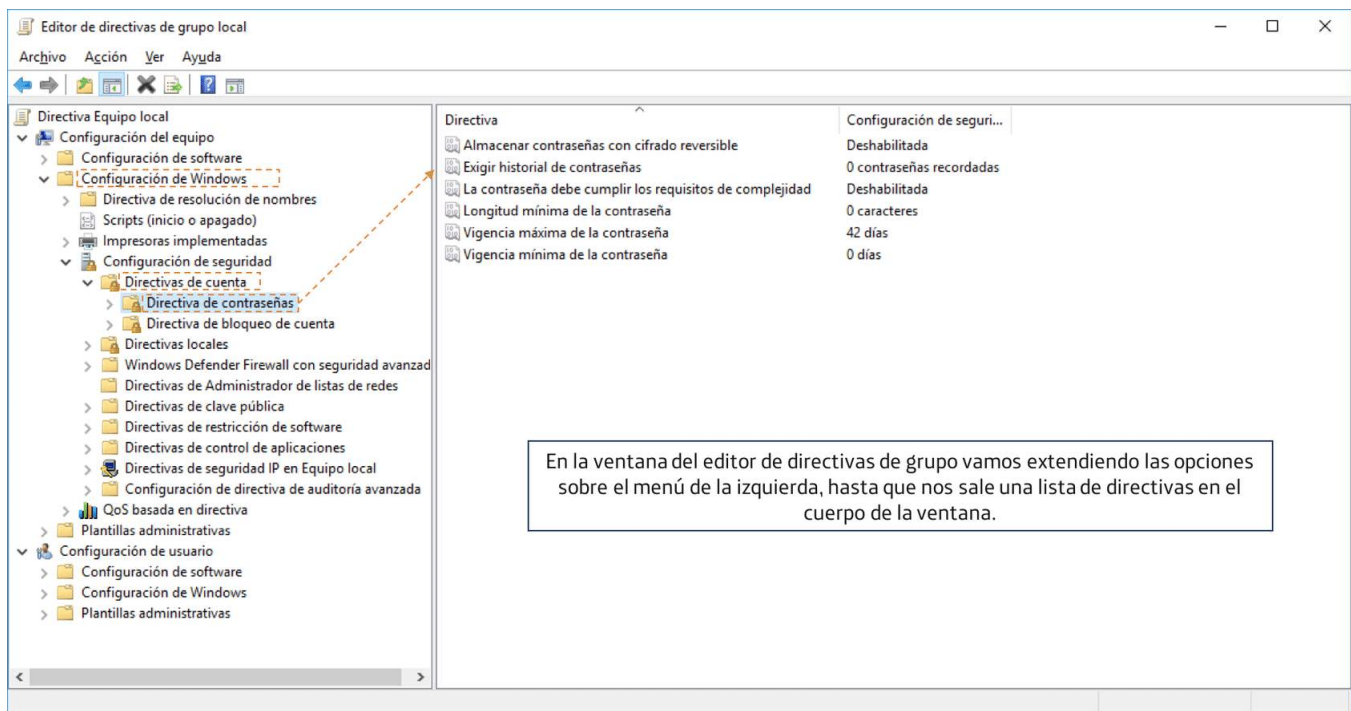 Editor de directivas de grupo local
Archivo Acción Ver Ayuda
Directiva Equipo local
Configuración del equipo
Configuración de software
Configuración de Windows
Directiva de resolución de nombres
Scripts (inicio o apagado)
Impresoras implementadas
Configuración de seguridad
Directivas de cuenta
Directiva de contraseñas
Directiva de bloqueo de cuenta
Directivas locales
Windows Defender Firewall con seguridad avanzad
Directivas de Administrador de listas de redes
Directivas de clave pública
Directivas de restricción de software
Directivas de control de aplicaciones
Directivas de seguridad IP en Equipo local
Configuración de directiva de auditoría avanzada
QoS basada en directiva
Plantillas administrativas
Configuración de usuario
Configuración de software
Configuración de Windows
Plantillas administrativas
Directiva Configuración de seguri...
Almacenar contraseñas con cifrado reversible Deshabilitada
Exigir historial de contraseñas 0 contraseñas recordadas
La contraseña debe cumplir los requisitos de complejidad Deshabilitada
Longitud mínima de la contraseña 0 caracteres
Vigencia máxima de la contraseña 42 días
Vigencia mínima de la contraseña 0 días
En la ventana del editor de directivas de grupo vamos extendiendo las opciones
sobre el menú de la izquierda, hasta que nos sale una lista de directivas en el
cuerpo de la ventana.